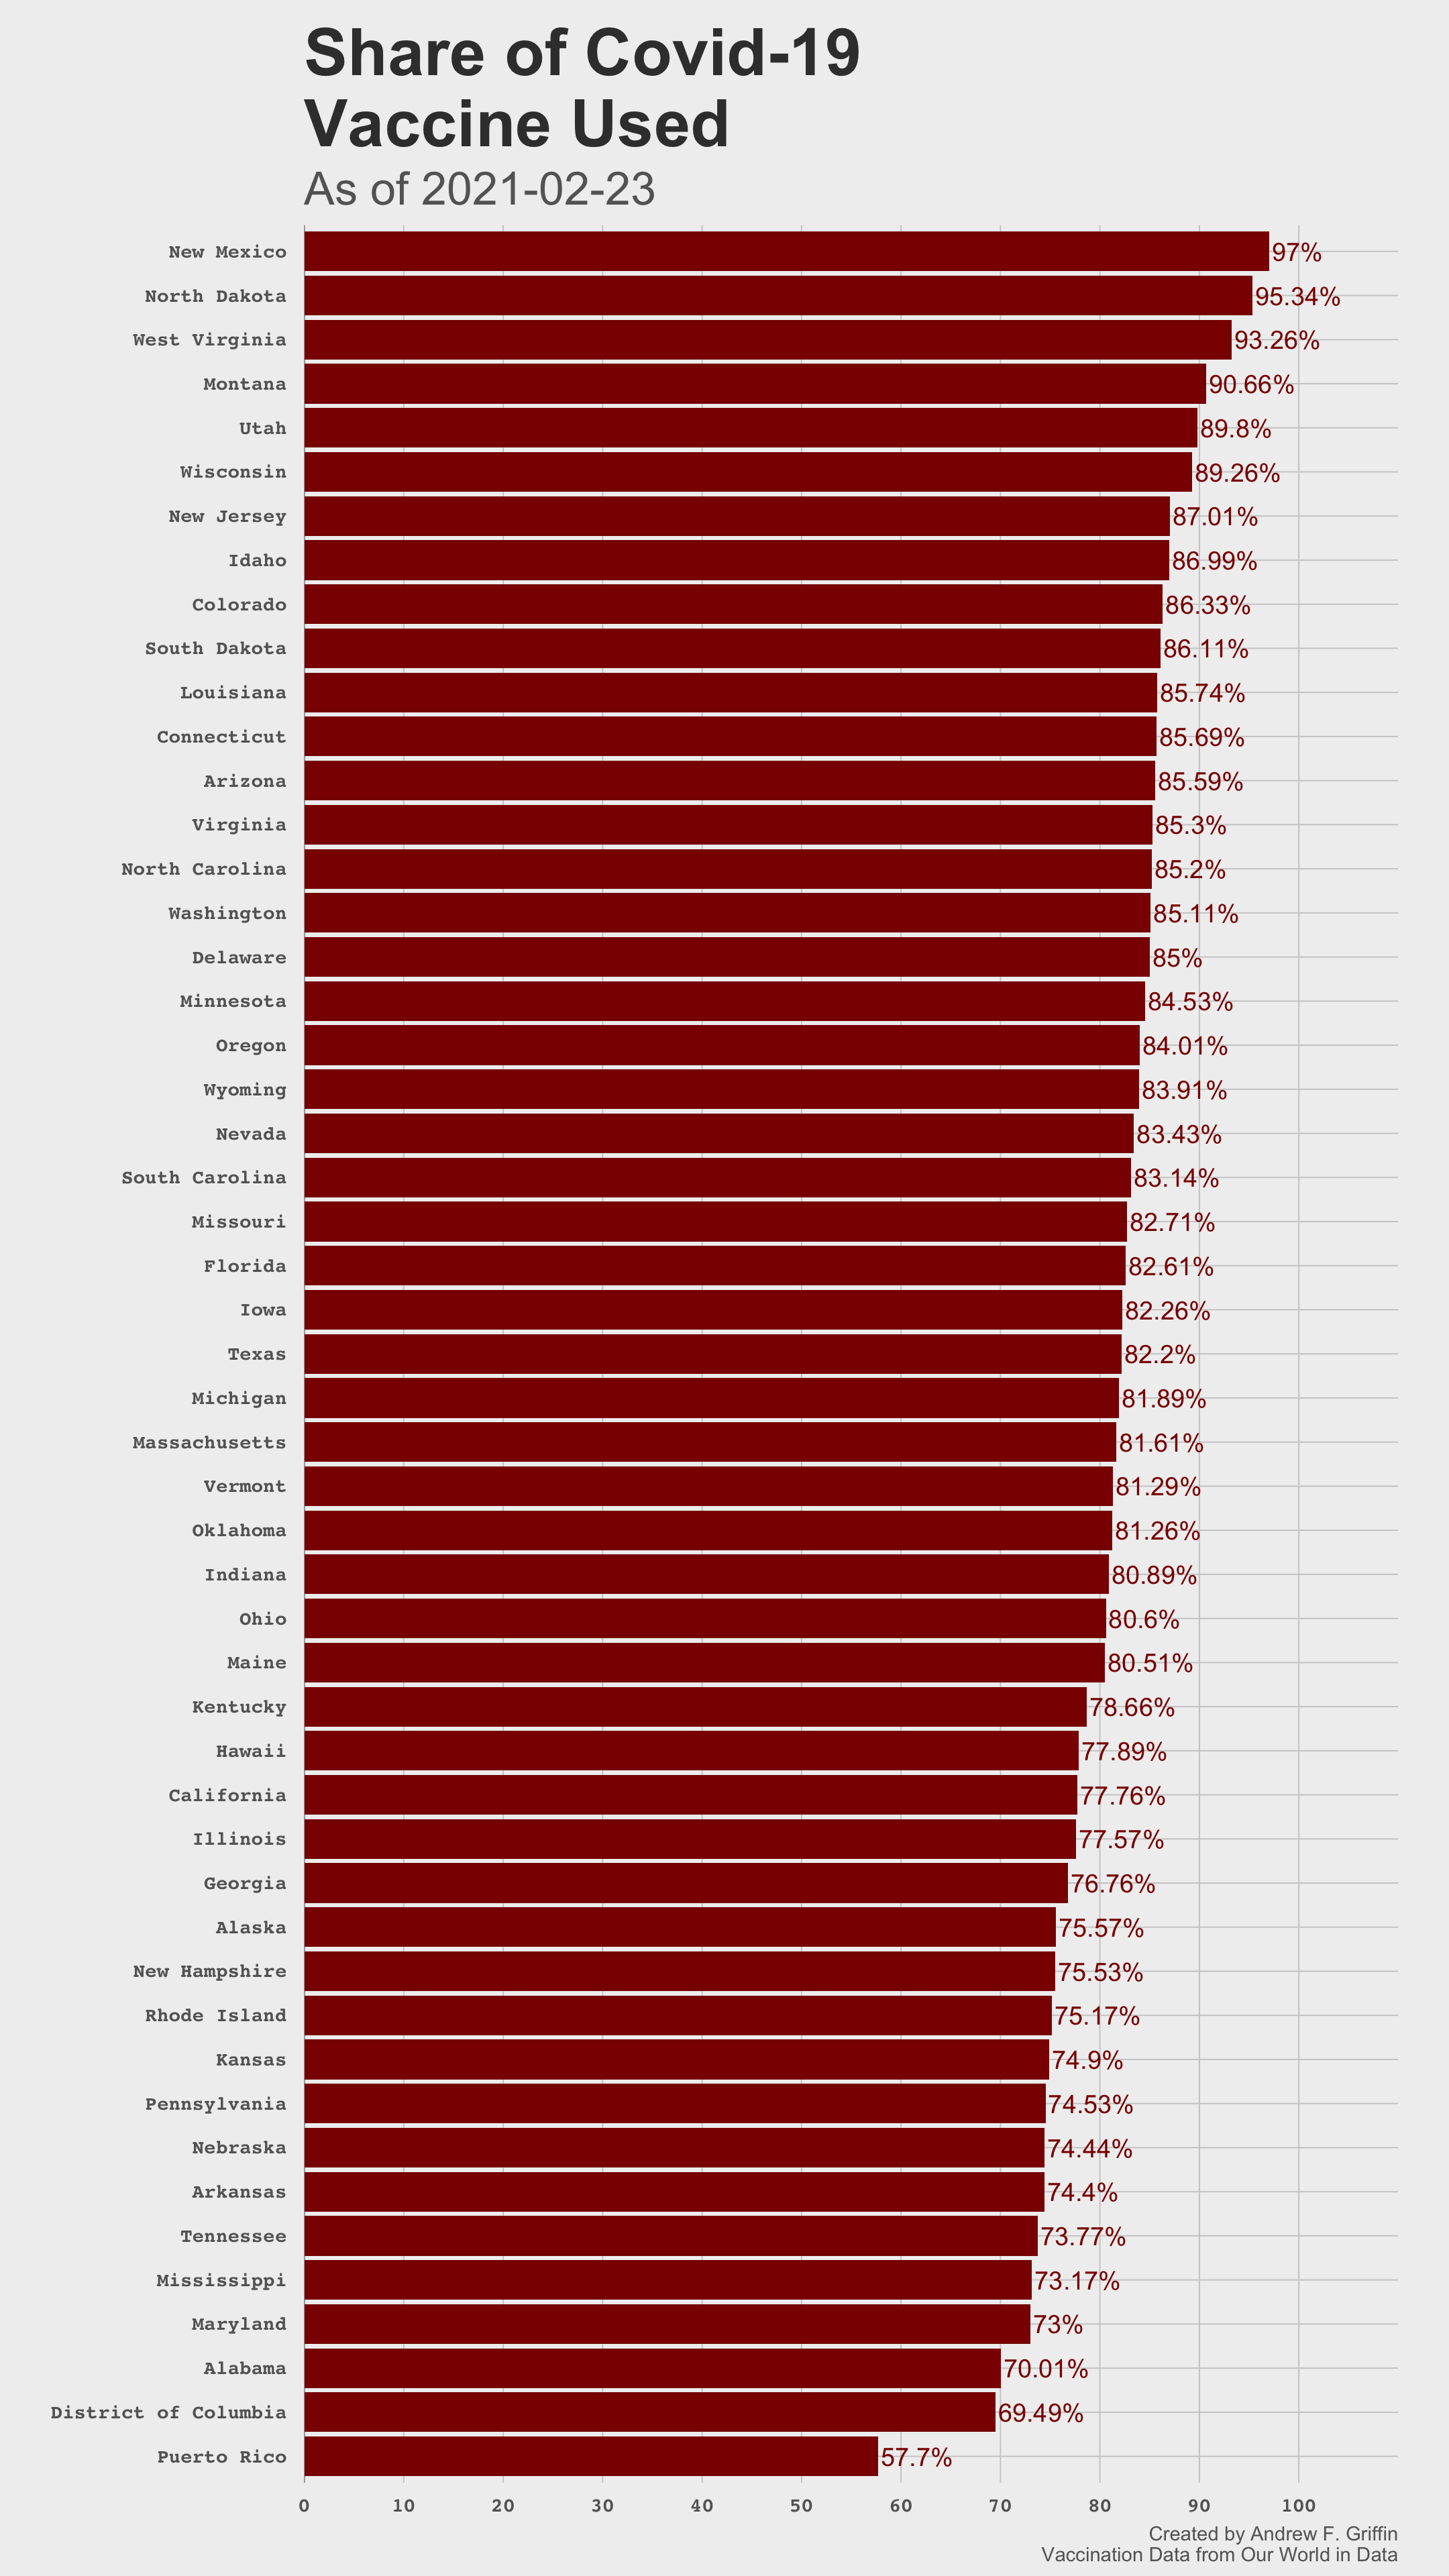 Share of Covid-19
Vaccine Used
As of 2021-02-23
New Mexico 97%
North Dakota 95.34%
West Virginia 93.26%
Montana 90.66%
Utah 89.8%
Wisconsin 89.26%
New Jersey 87.01%
Idaho 86.99%
Colorado 86.33%
South Dakota 86.11%
Louisiana 85.74%
Connecticut 85.69%
Arizona 85.59%
Virginia 85.3%
North Carolina 85.2%
Washington 85.11%
Delaware 85%
Minnesota 84.53%
Oregon 84.01%
Wyoming 83.91%
Nevada 83.43%
South Carolina 83.14%
Missouri 82.71%
Florida 82.61%
Iowa 82.26%
Texas 82.2%
Michigan 81.89%
Massachusetts 81.61%
Vermont 81.29%
Oklahoma 81.26%
Indiana 80.89%
Ohio 80.6%
Maine 80.51%
Kentucky 78.66%
Hawaii 77.89%
California 77.76%
Illinois 77.57%
Georgia 76.76%
Alaska 75.57%
New Hampshire 75.53%
Rhode Island 75.17%
Kansas 74.9%
Pennsylvania 74.53%
Nebraska 74.44%
Arkansas 74.4%
Tennessee 73.77%
Mississippi 73.17%
Maryland 73%
Alabama 70.01%
District of Columbia 69.49%
Puerto Rico 57.7%
0 10 20 30 40 50 60 70 80 90 100
Created by Andrew F. Griffin
Vaccination Data from Our World in Data